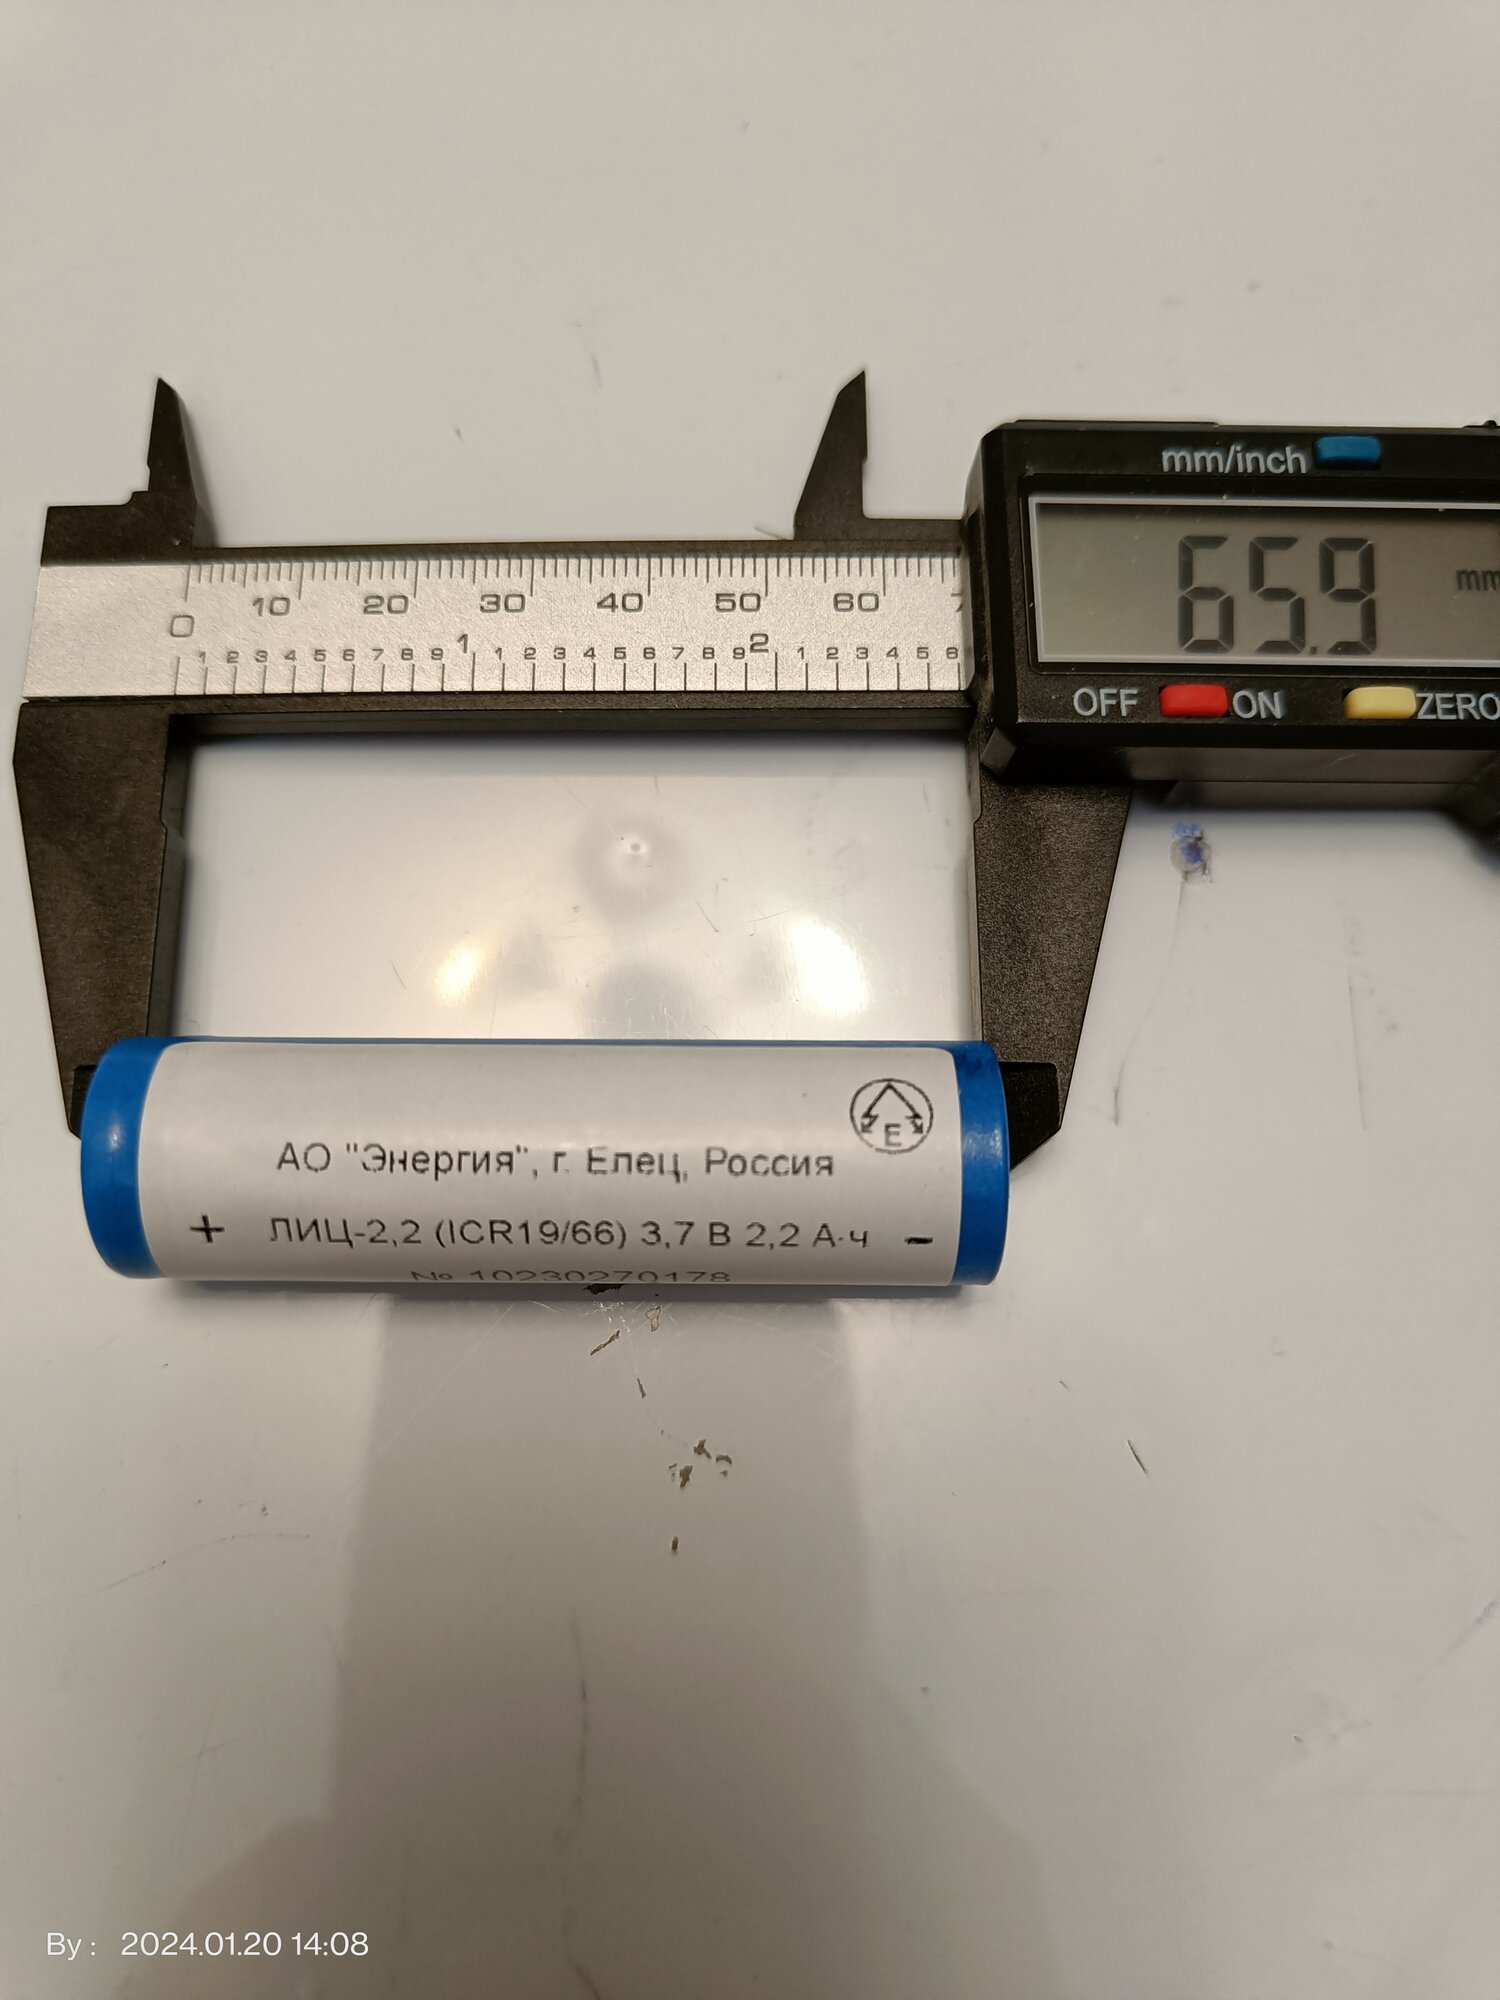 mm/inch
65.9 mm
OFF ON ZERO
0 10 20 30 40 50 60 7
1 2 3 4 5 6 7 8 9 1 1 2 3 4 5 6 7 8 9 2 1 2 3 4 5 6
E
АО "Энергия", г. Елец, Россия
+ ЛИЦ-2,2 (ICR19/66) 3,7 В 2,2 А·ч -
№ 10230270178
By : 2024.01.20 14:08